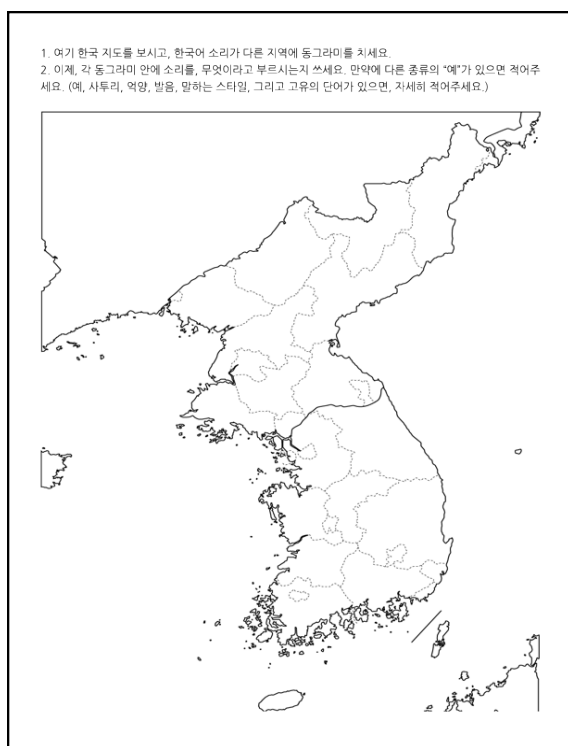 1. 여기 한국 지도를 보시고, 한국어 소리가 다른 지역에 동그라미를 치세요.
2. 이제, 각 동그라미 안에 소리를, 무엇이라고 부르시는지 쓰세요. 만약에 다른 종류의 “예”가 있으면 적어주
세요. (예, 사투리, 억양, 발음, 말하는 스타일, 그리고 고유의 단어가 있으면, 자세히 적어주세요.)